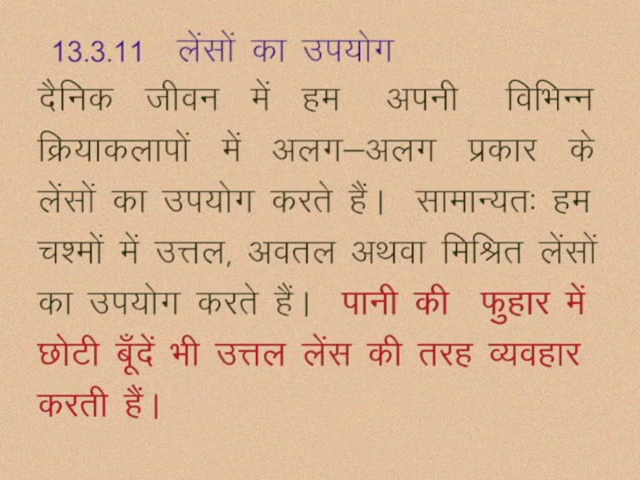 13.3.11 लेंसों का उपयोग
दैनिक जीवन में हम अपनी विभिन्न
क्रियाकलापों में अलग–अलग प्रकार के
लेंसों का उपयोग करते हैं। सामान्यतः हम
चश्मों में उत्तल, अवतल अथवा मिश्रित लेंसों
का उपयोग करते हैं। पानी की फुहार में
छोटी बूँदें भी उत्तल लेंस की तरह व्यवहार
करती हैं।